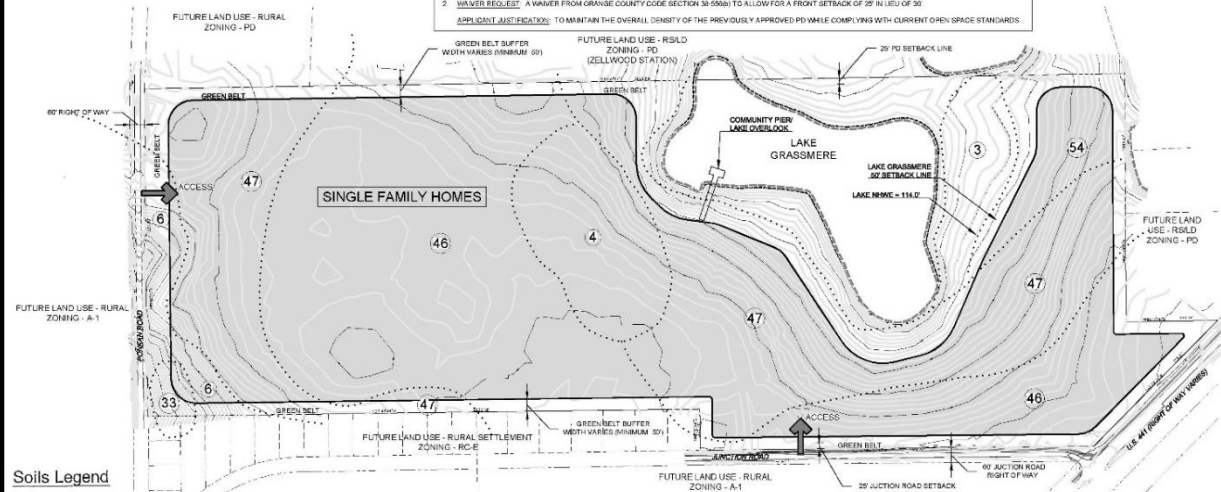 2. WAIVER REQUEST: A WAIVER FROM ORANGE COUNTY CODE SECTION 38-556(b) TO ALLOW FOR A FRONT SETBACK OF 25' IN LIEU OF 30'.
APPLICANT JUSTIFICATION: TO MAINTAIN THE OVERALL DENSITY OF THE PREVIOUSLY APPROVED PD WHILE COMPLYING WITH CURRENT OPEN SPACE STANDARDS.
FUTURE LAND USE - RURAL
ZONING - PD
GREEN BELT BUFFER
WIDTH VARIES (MINIMUM 50')
FUTURE LAND USE - RS/LD
ZONING - PD
(ZELLWOOD STATION)
25' PD SETBACK LINE
GREEN BELT
GREEN BELT
60' RIGHT OF WAY
GREEN BELT
COMMUNITY PIER/
LAKE OVERLOOK
LAKE
GRASSMERE
3
54
LAKE GRASSMERE
50' SETBACK LINE
LAKE NHWE = 114.0'
ACCESS
47
SINGLE FAMILY HOMES
6
46
4
FUTURE LAND
USE - RS/LD
ZONING - PD
47
FUTURE LAND USE - RURAL
ZONING - A-1
PONKAN ROAD
47
6
33
GREEN BELT
47
GREEN BELT BUFFER
WIDTH VARIES (MINIMUM 50')
FUTURE LAND USE - RURAL SETTLEMENT
ZONING - RC-E
46
U.S. 441 (RIGHT OF WAY VARIES)
ACCESS
GREEN BELT
JUNCTION ROAD
60' JUCTION ROAD
RIGHT OF WAY
25' JUCTION ROAD SETBACK
FUTURE LAND USE - RURAL
ZONING - A-1
Soils Legend